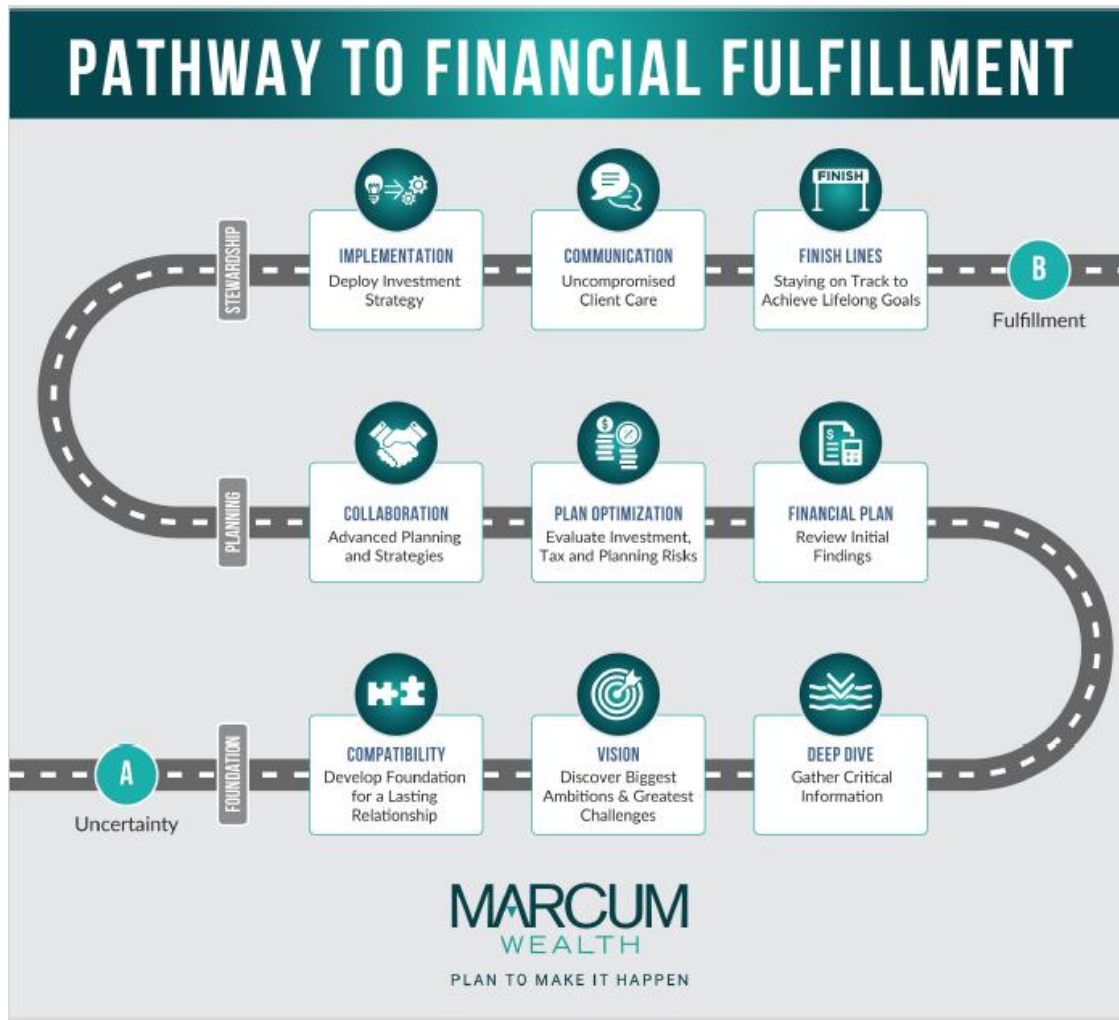 PATHWAY TO FINANCIAL FULFILLMENT
FINISH
STEWARDSHIP
IMPLEMENTATION
Deploy Investment
Strategy
COMMUNICATION
Uncompromised
Client Care
FINISH LINES
Staying on Track to
Achieve Lifelong Goals
B
Fulfillment
$
$
PLANNING
COLLABORATION
Advanced Planning
and Strategies
PLAN OPTIMIZATION
Evaluate Investment,
Tax and Planning Risks
FINANCIAL PLAN
Review Initial
Findings
A
Uncertainty
FOUNDATION
COMPATIBILITY
Develop Foundation
for a Lasting
Relationship
VISION
Discover Biggest
Ambitions & Greatest
Challenges
DEEP DIVE
Gather Critical
Information
MARCUM
WEALTH
PLAN TO MAKE IT HAPPEN